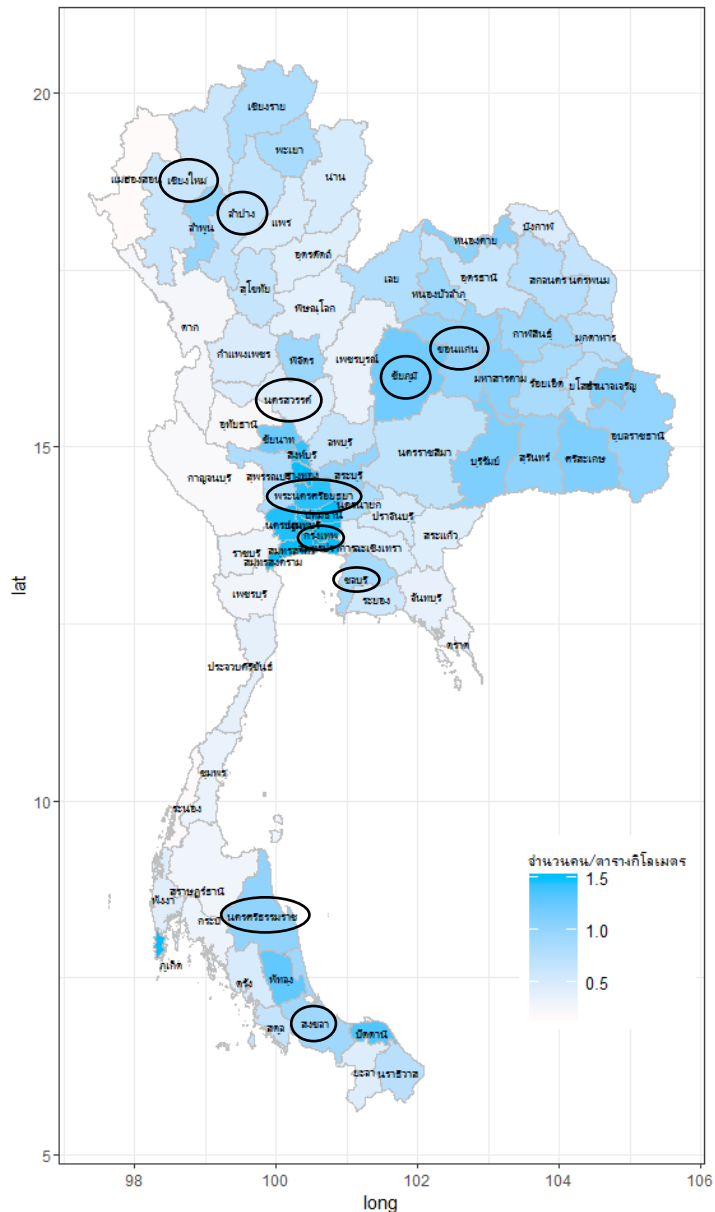 20
เชียงราย
พะเยา
แม่ฮ่องสอน
เชียงใหม่
น่าน
ลำปาง
ลำพูน
แพร่
บึงกาฬ
หนองคาย
อุตรดิตถ์
เลย
อุดรธานี
สกลนคร
นครพนม
สุโขทัย
หนองบัวลำภู
พิษณุโลก
ตาก
กาฬสินธุ์
มุกดาหาร
ขอนแก่น
กำแพงเพชร
พิจิตร
เพชรบูรณ์
ชัยภูมิ
มหาสารคาม
ร้อยเอ็ด
ยโสธร
อำนาจเจริญ
นครสวรรค์
อุทัยธานี
ชัยนาท
ลพบุรี
นครราชสีมา
อุบลราชธานี
15
สิงห์บุรี
บุรีรัมย์
สุรินทร์
ศรีสะเกษ
กาญจนบุรี
สุพรรณบุรี
อ่างทอง
สระบุรี
พระนครศรีอยุธยา
นครนายก
ปราจีนบุรี
ปทุมธานี
สระแก้ว
กรุงเทพ
ฉะเชิงเทรา
ราชบุรี
สมุทรสงคราม
ชลบุรี
เพชรบุรี
ระยอง
จันทบุรี
ตราด
lat
ประจวบคีรีขันธ์
ชุมพร
10
ระนอง
จำนวนคน/ตารางกิโลเมตร
1.5
1.0
0.5
สุราษฎร์ธานี
พังงา
กระบี่
นครศรีธรรมราช
ภูเก็ต
ตรัง
พัทลุง
สตูล
สงขลา
ปัตตานี
ยะลา
นราธิวาส
5
98
100
102
104
106
long